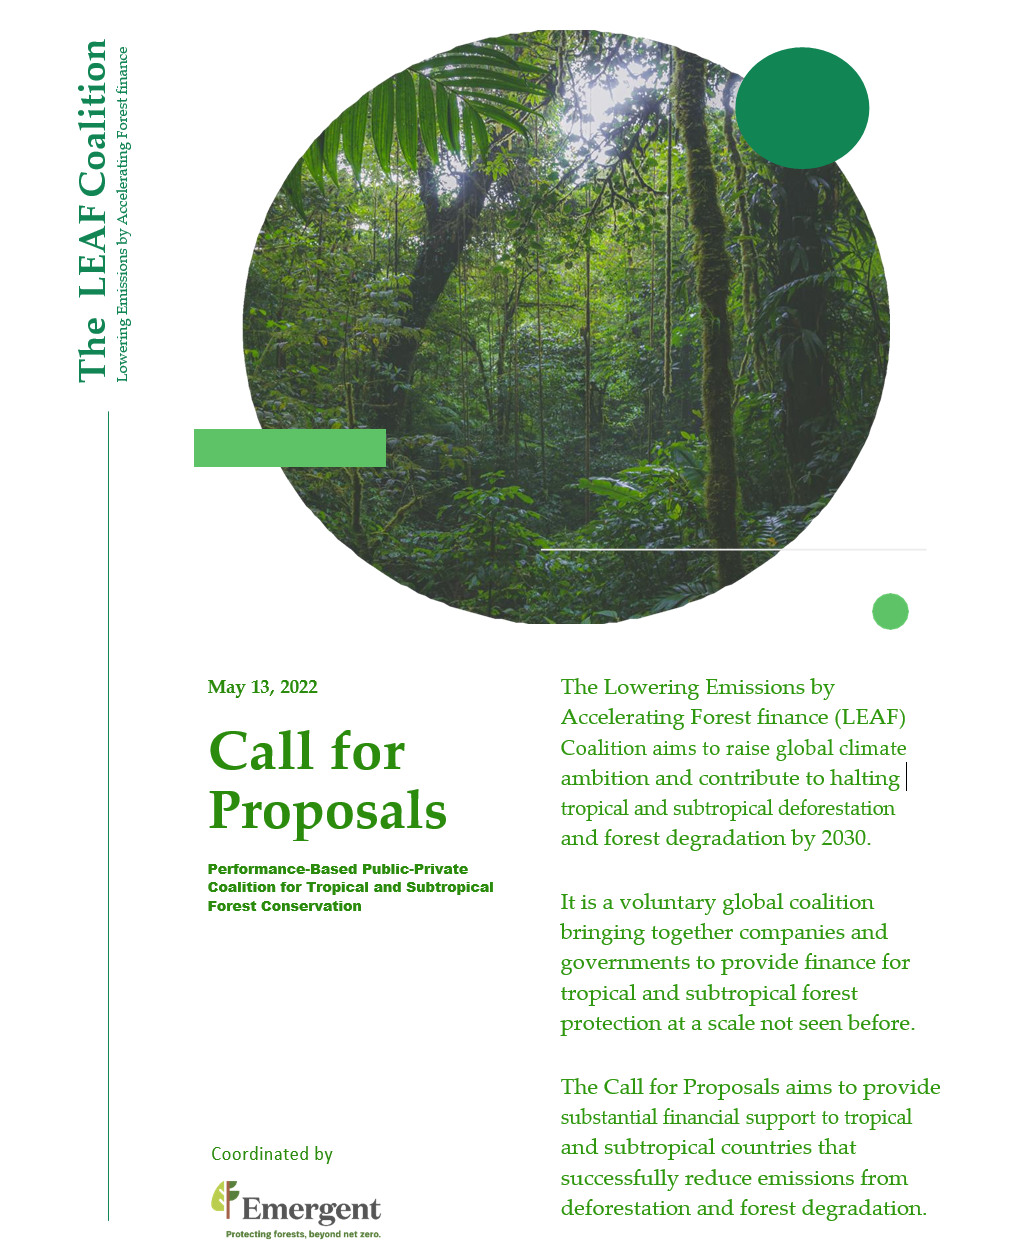 The LEAF Coalition
Lowering Emissions by Accelerating Forest finance
May 13, 2022
Call for
Proposals
Performance-Based Public-Private
Coalition for Tropical and Subtropical
Forest Conservation
Coordinated by
Emergent
Protecting forests, beyond net zero.
The Lowering Emissions by
Accelerating Forest finance (LEAF)
Coalition aims to raise global climate
ambition and contribute to halting
tropical and subtropical deforestation
and forest degradation by 2030.
It is a voluntary global coalition
bringing together companies and
governments to provide finance for
tropical and subtropical forest
protection at a scale not seen before.
The Call for Proposals aims to provide
substantial financial support to tropical
and subtropical countries that
successfully reduce emissions from
deforestation and forest degradation.